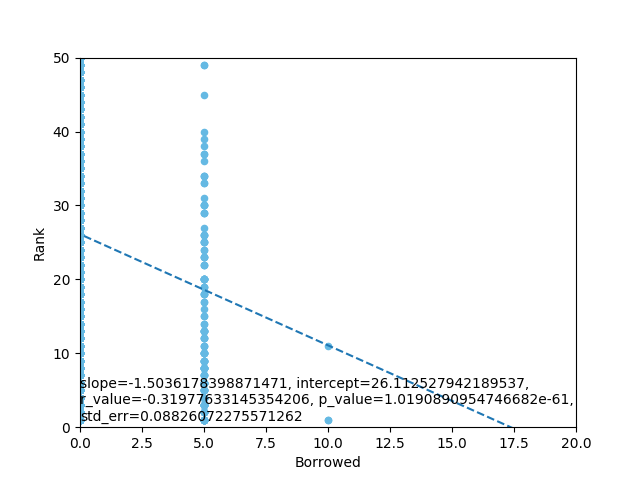 50
40
30
20
10
0
Rank
slope=-1.5036178398871471, intercept=26.112527942189537,
r_value=-0.31977633145354206, p_value=1.0190890954746682e-61,
std_err=0.08826072275571262
0.0 2.5 5.0 7.5 10.0 12.5 15.0 17.5 20.0
Borrowed